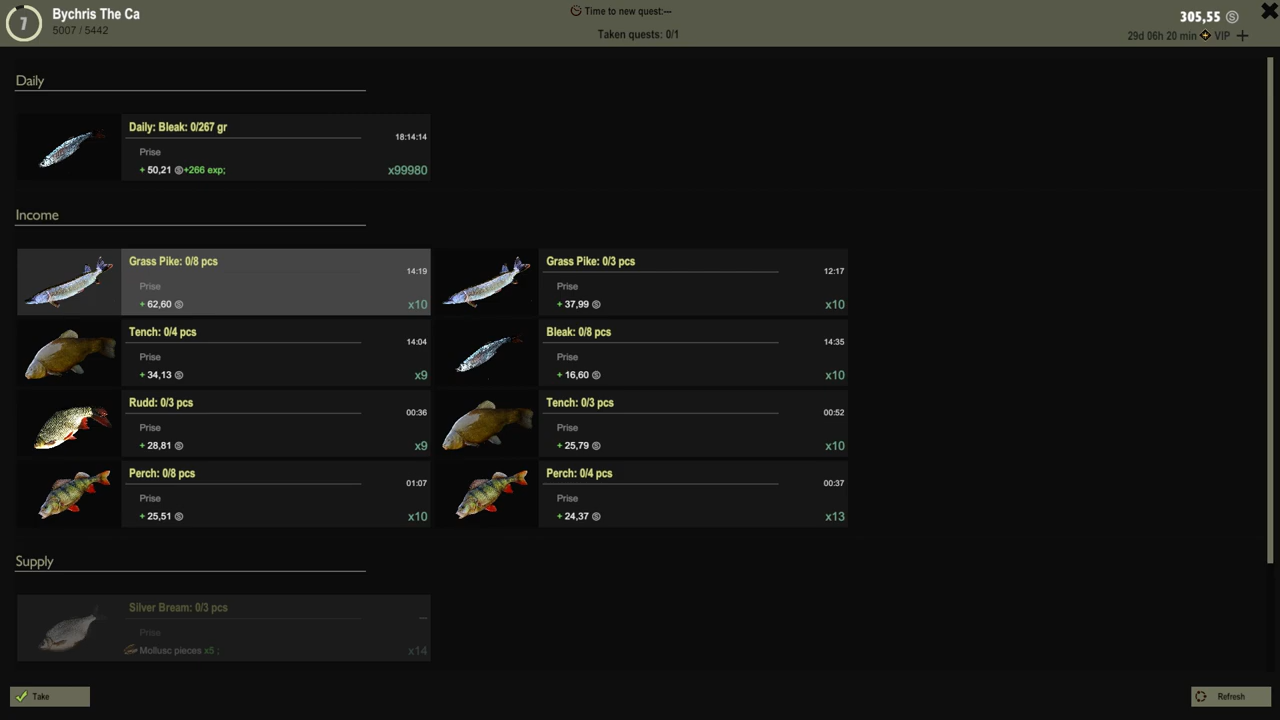 7
Bychris The Ca
5007 / 5442
Time to new quest:---
Taken quests: 0/1
305,55
29d 06h 20 min VIP
Daily
Daily: Bleak: 0/267 gr
18:14:14
Prise
+ 50,21 +266 exp;
x99980
Income
Grass Pike: 0/8 pcs
14:19
Prise
+ 62,60
x10
Grass Pike: 0/3 pcs
12:17
Prise
+ 37,99
x10
Tench: 0/4 pcs
14:04
Prise
+ 34,13
x9
Bleak: 0/8 pcs
14:35
Prise
+ 16,60
x10
Rudd: 0/3 pcs
00:36
Prise
+ 28,81
x9
Tench: 0/3 pcs
00:52
Prise
+ 25,79
x10
Perch: 0/8 pcs
01:07
Prise
+ 25,51
x10
Perch: 0/4 pcs
00:37
Prise
+ 24,37
x13
Supply
Silver Bream: 0/3 pcs
---
Prise
Mollusc pieces x5 ;
x14
Take
Refresh